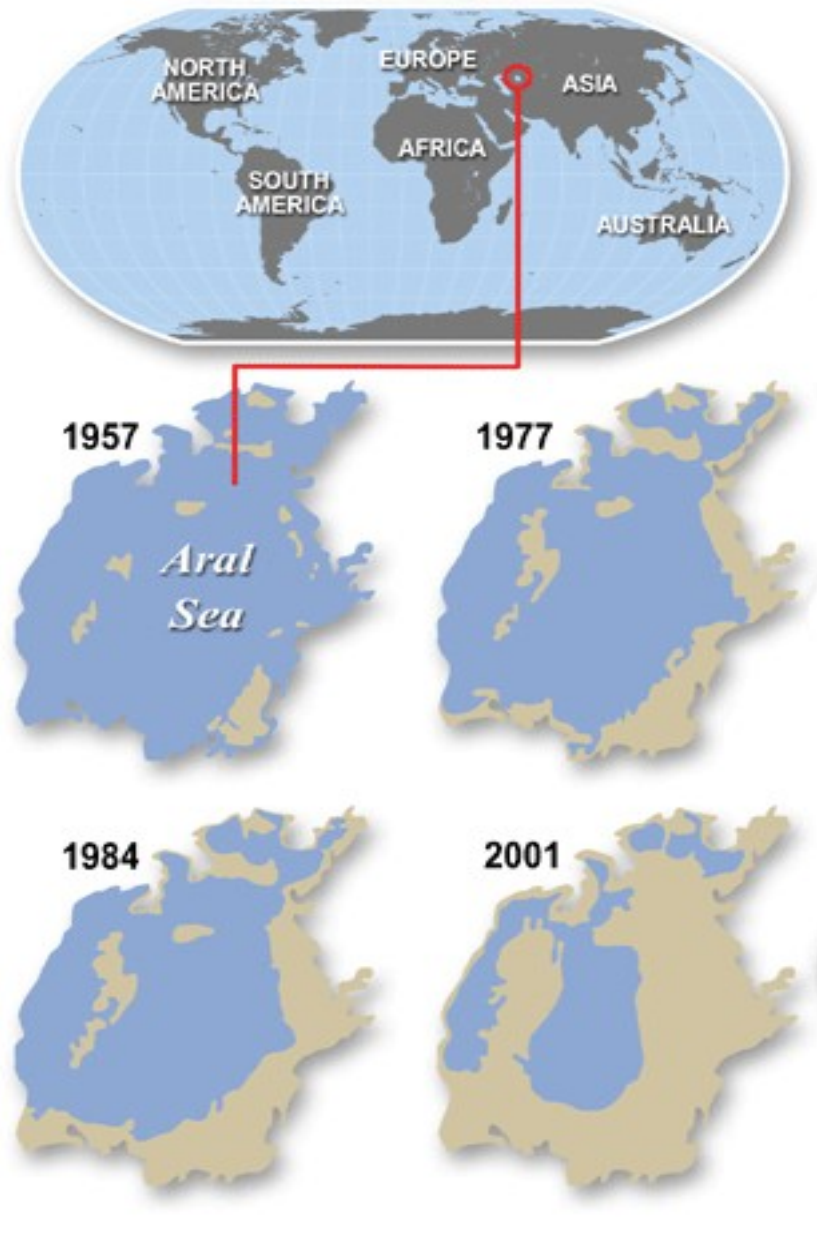 NORTH
AMERICA
EUROPE
ASIA
AFRICA
SOUTH
AMERICA
AUSTRALIA
1957
1977
Aral
Sea
1984
2001